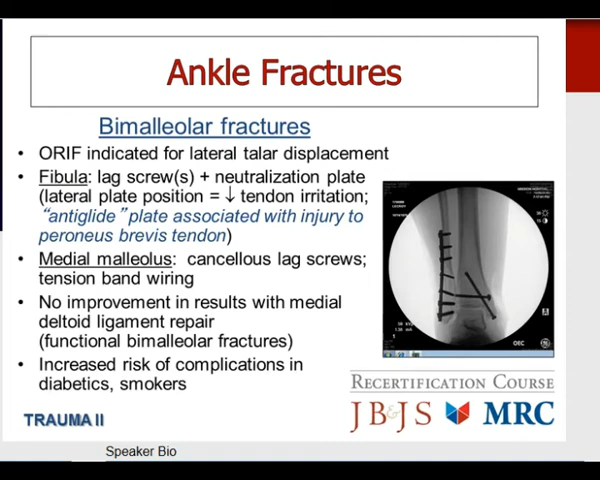 Ankle Fractures
Bimalleolar fractures
• ORIF indicated for lateral talar displacement
• Fibula: lag screw(s) + neutralization plate
(lateral plate position = ↓ tendon irritation;
“antiglide” plate associated with injury to
peroneus brevis tendon)
• Medial malleolus: cancellous lag screws;
tension band wiring
• No improvement in results with medial
deltoid ligament repair
(functional bimalleolar fractures)
• Increased risk of complications in
diabetics, smokers
OEC
RECERTIFICATION COURSE
JB&JS MRC
TRAUMA II
Speaker Bio